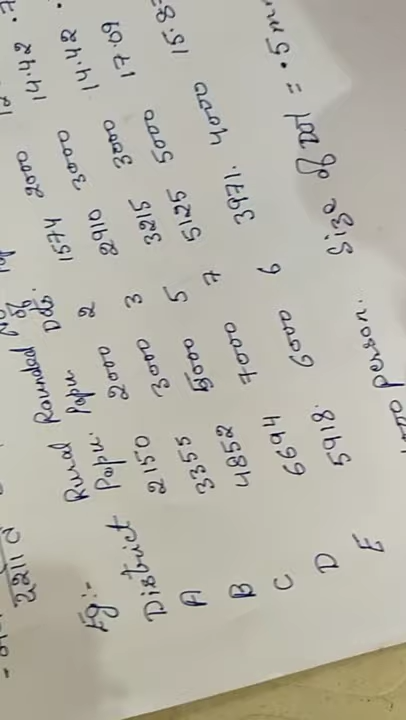 Eg:-
Rural Rounded No of
District Popu. Popu. Dots.
A 2150 2000 2 1574 2000 14.42
B 3355 3000 3 2910 3000 14.42
C 4852 5000 5 3215 3000 17.09
D 6694 7000 7 5125 5000 15.8
E 5918. 6000 6 3971. 4000
person. Size of dot = .5